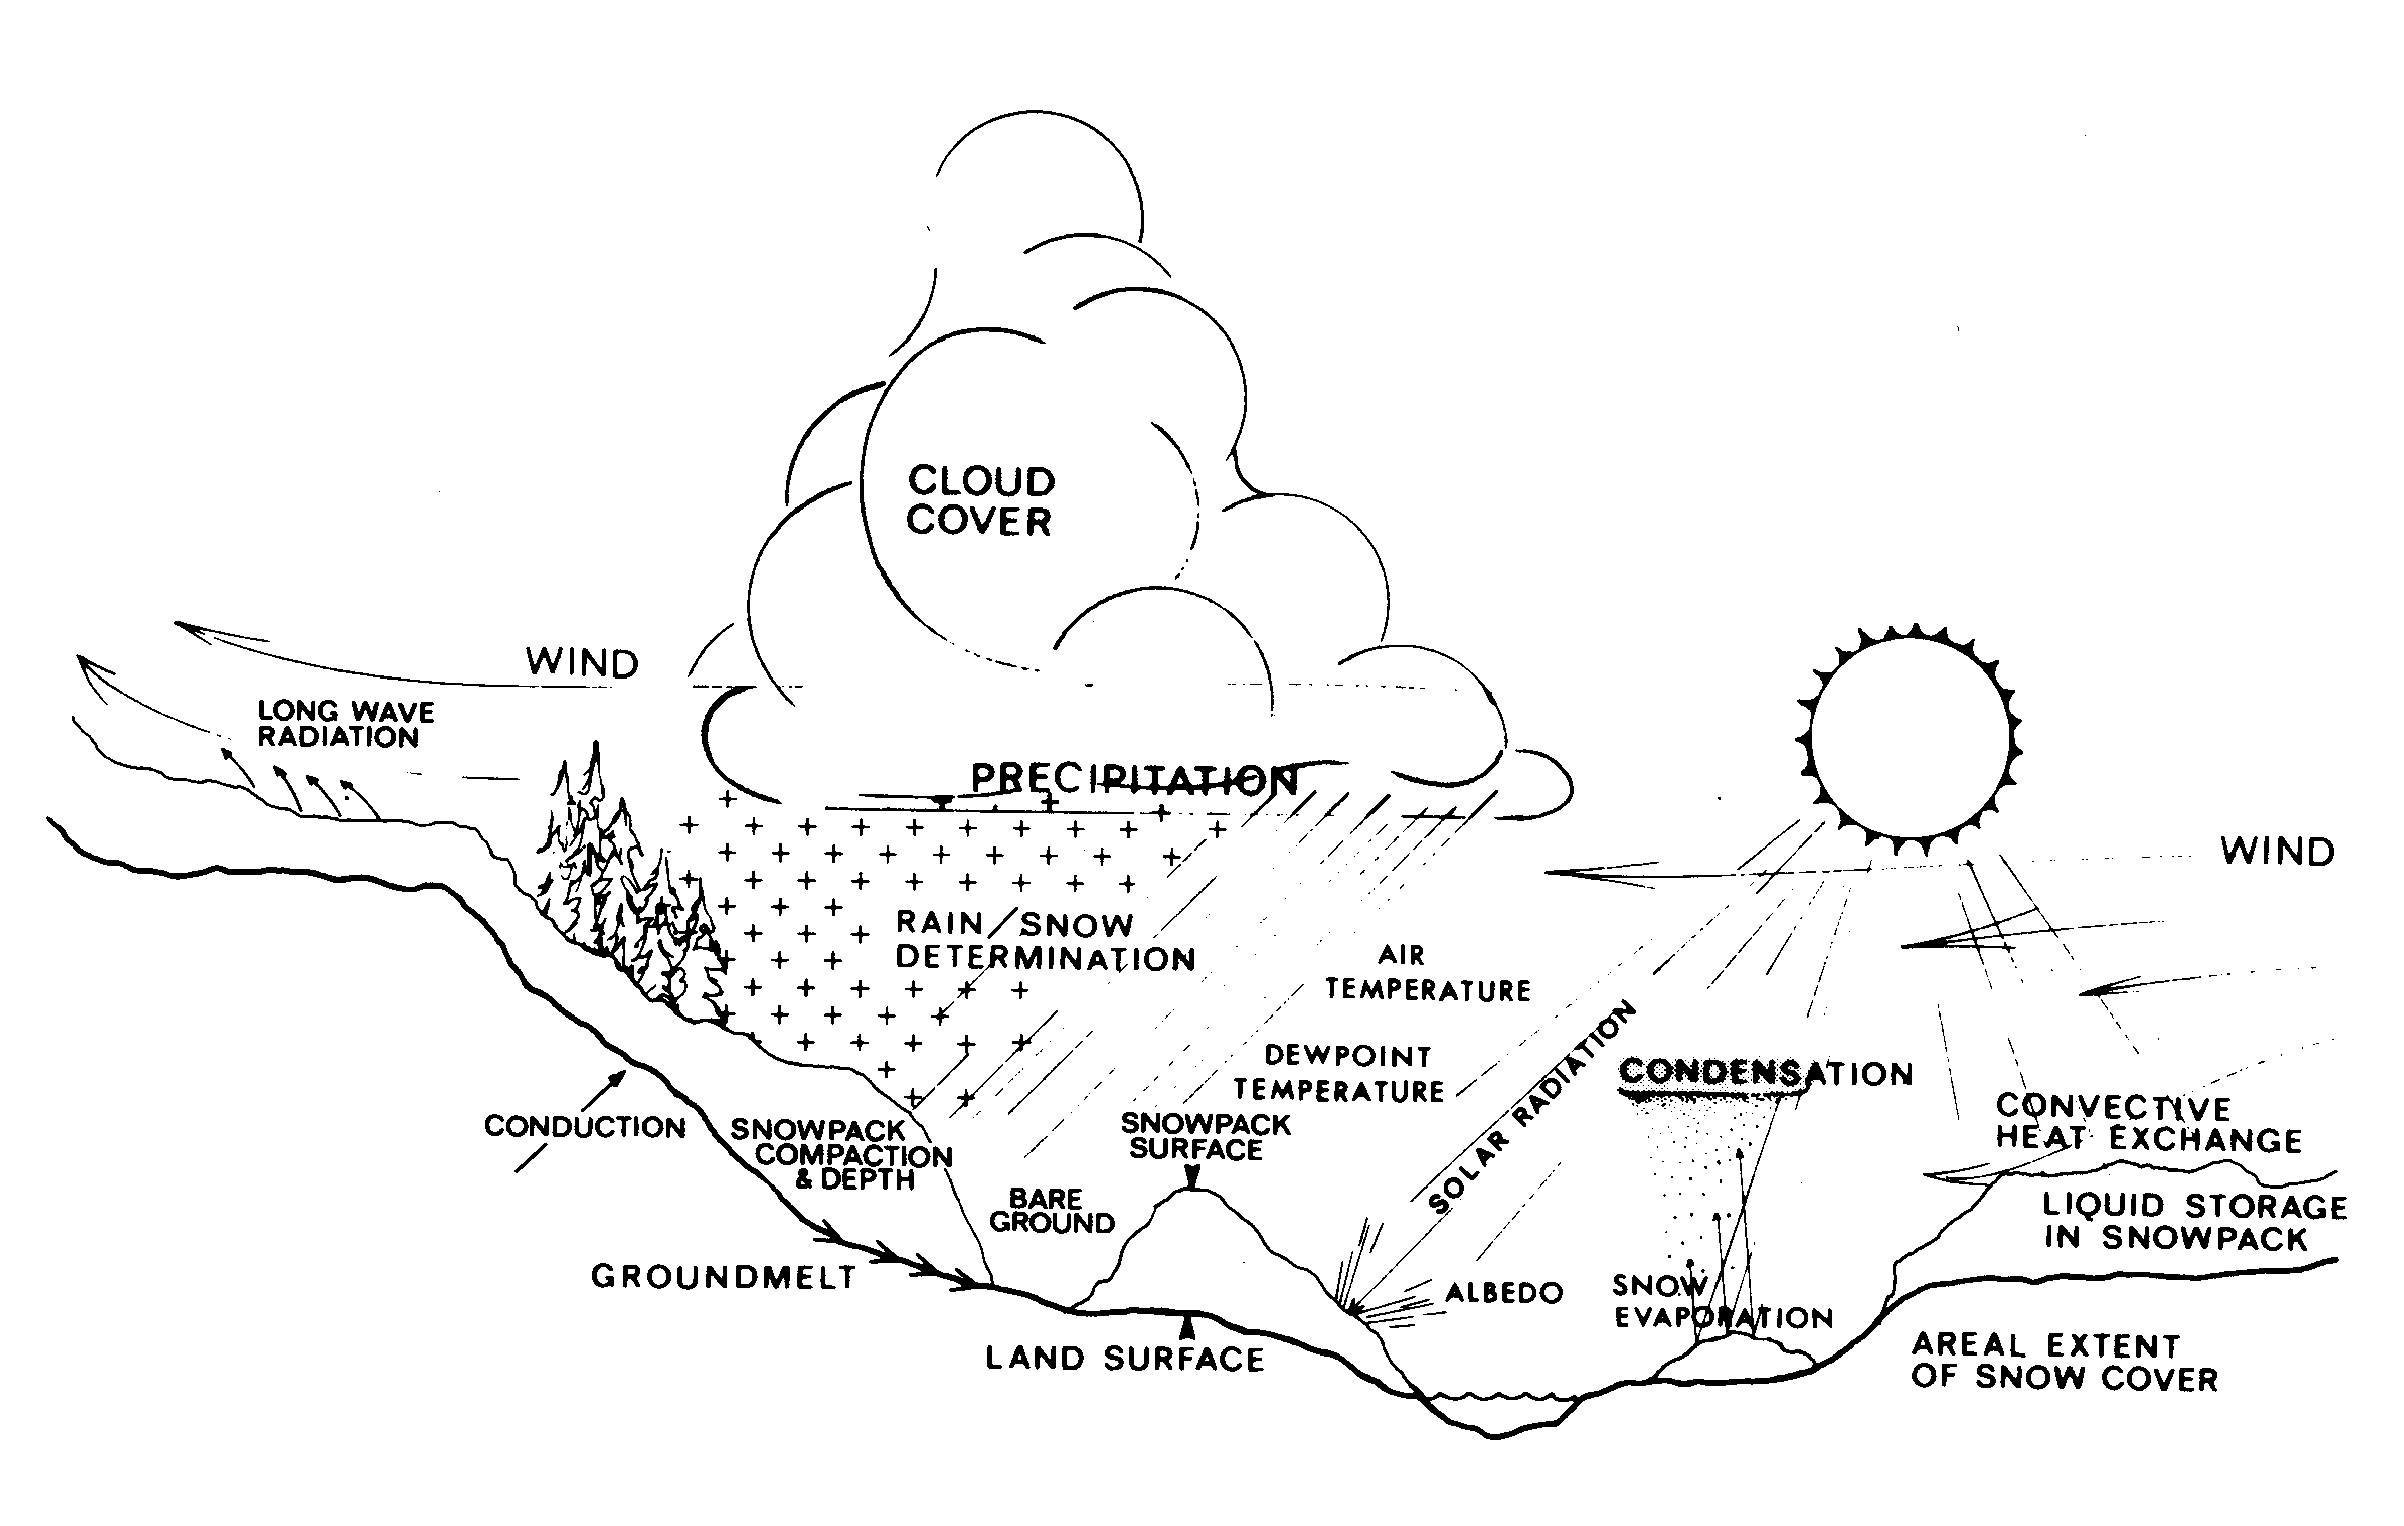 CLOUD
COVER
WIND
LONG WAVE
RADIATION
PRECIPITATION
WIND
RAIN/SNOW
DETERMINATION
AIR
TEMPERATURE
SOLAR RADIATION
DEWPOINT
TEMPERATURE
CONDENSATION
CONVECTIVE
HEAT EXCHANGE
CONDUCTION
SNOWPACK
COMPACTION
& DEPTH
SNOWPACK
SURFACE
BARE
GROUND
LIQUID STORAGE
IN SNOWPACK
GROUNDMELT
ALBEDO
SNOW
EVAPORATION
LAND SURFACE
AREAL EXTENT
OF SNOW COVER